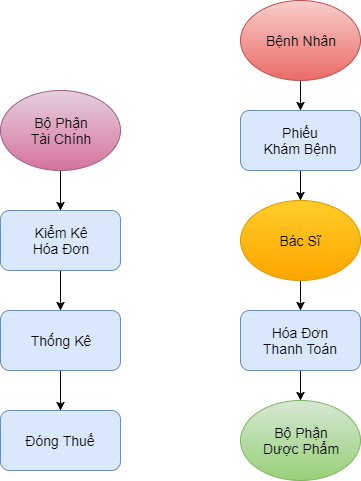 Bộ Phận
Tài Chính
Kiểm Kê
Hóa Đơn
Thống Kê
Đóng Thuế
Bệnh Nhân
Phiếu
Khám Bệnh
Bác Sĩ
Hóa Đơn
Thanh Toán
Bộ Phận
Dược Phẩm